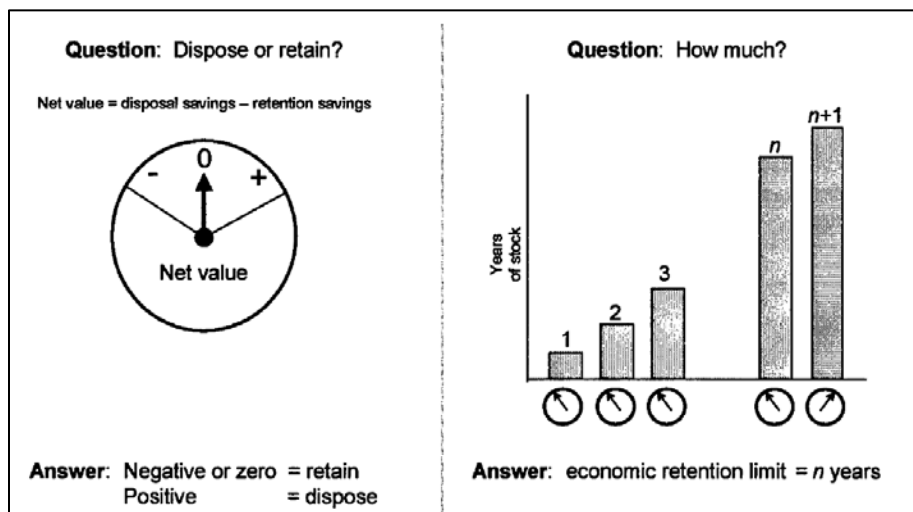 Question: Dispose or retain?
Net value = disposal savings – retention savings
- 0 +
Net value
Answer: Negative or zero = retain
Positive = dispose
Question: How much?
Years
of stock
1
2
3
n
n+1
Answer: economic retention limit = n years